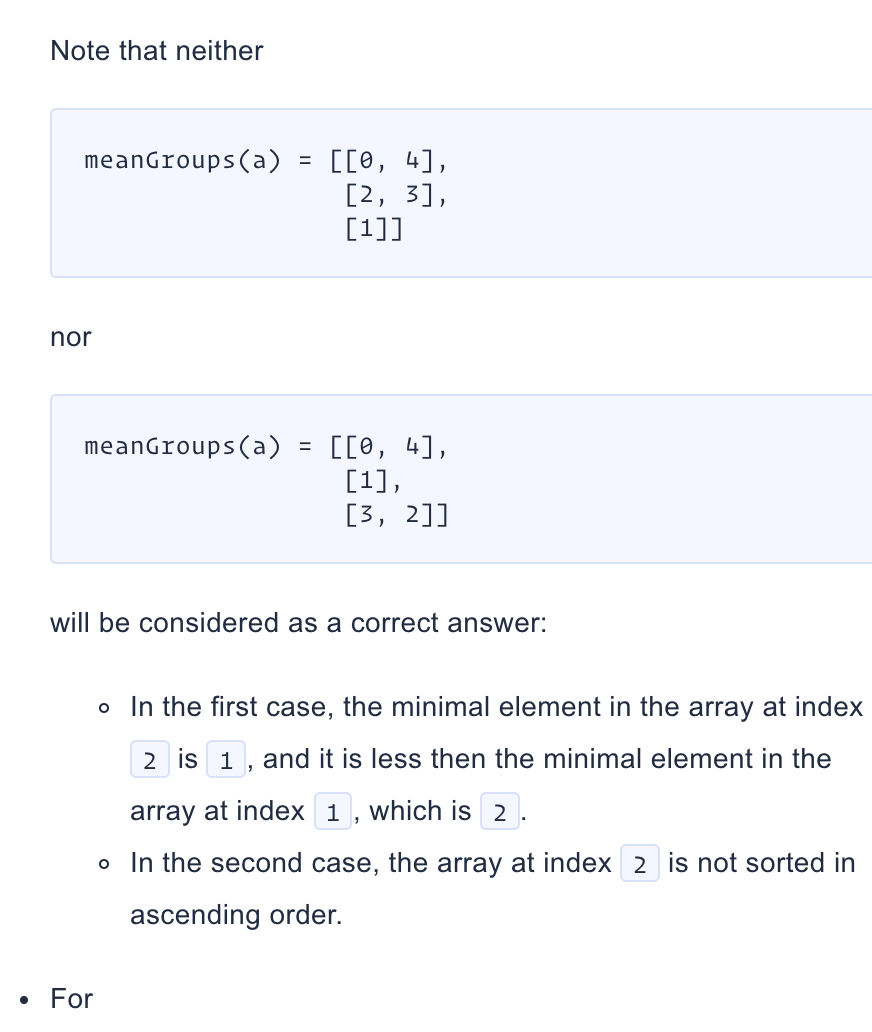 Note that neither
meanGroups(a) = [[0, 4],
[2, 3],
[1]]
nor
meanGroups(a) = [[0, 4],
[1],
[3, 2]]
will be considered as a correct answer:
In the first case, the minimal element in the array at index
2 is 1, and it is less then the minimal element in the
array at index 1, which is 2.
In the second case, the array at index 2 is not sorted in
ascending order.
For